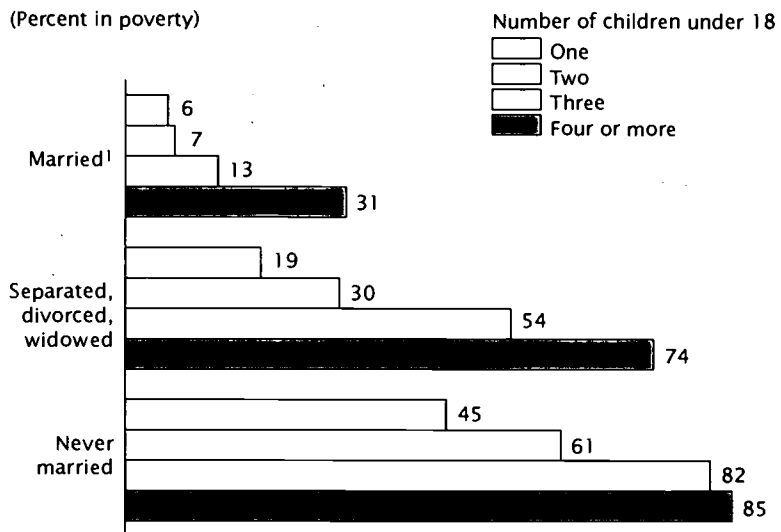 (Percent in poverty)
Number of children under 18
One
Two
Three
Four or more
Married¹
6
7
13
31
Separated,
divorced,
widowed
19
30
54
74
Never
married
45
61
82
85